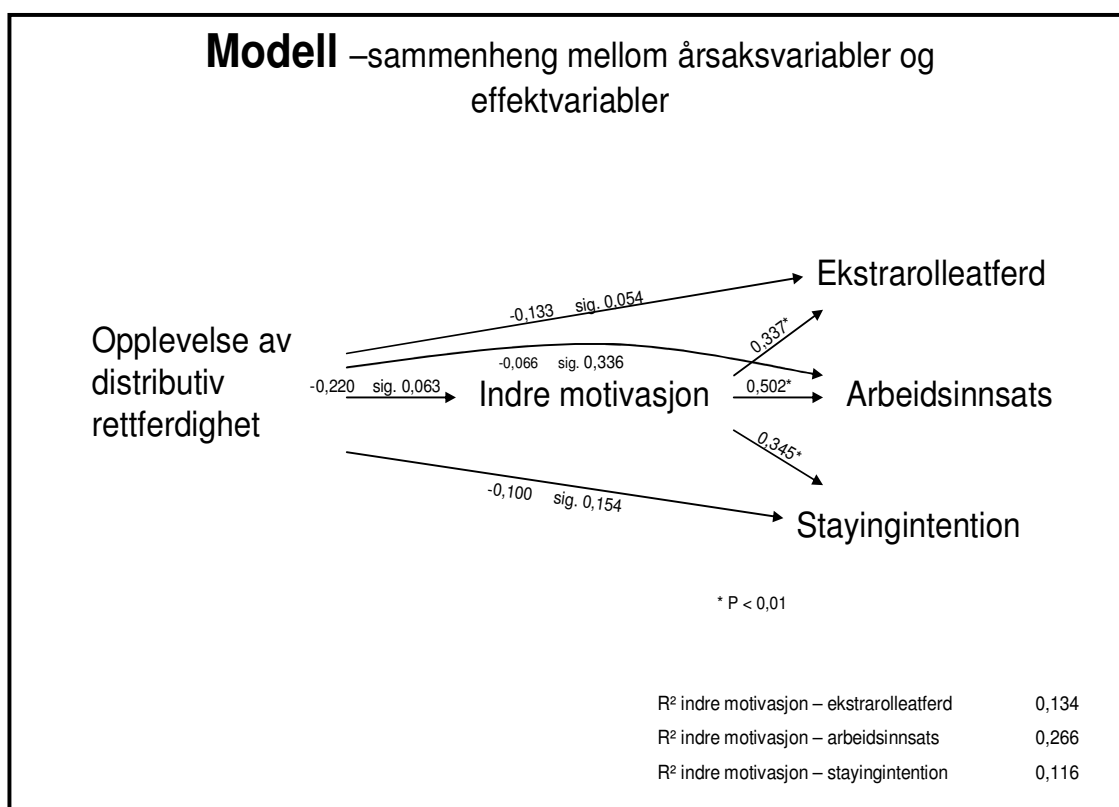 Modell –sammenheng mellom årsaksvariabler og
effektvariabler
Ekstrarolleatferd
-0,133 sig. 0,054
0,337*
Opplevelse av
distributiv
rettferdighet
-0,066 sig. 0,336
-0,220 sig. 0,063
Indre motivasjon
0,502*
Arbeidsinnsats
0,345*
-0,100 sig. 0,154
Stayingintention
* P < 0,01
R² indre motivasjon – ekstrarolleatferd 0,134
R² indre motivasjon – arbeidsinnsats 0,266
R² indre motivasjon – stayingintention 0,116